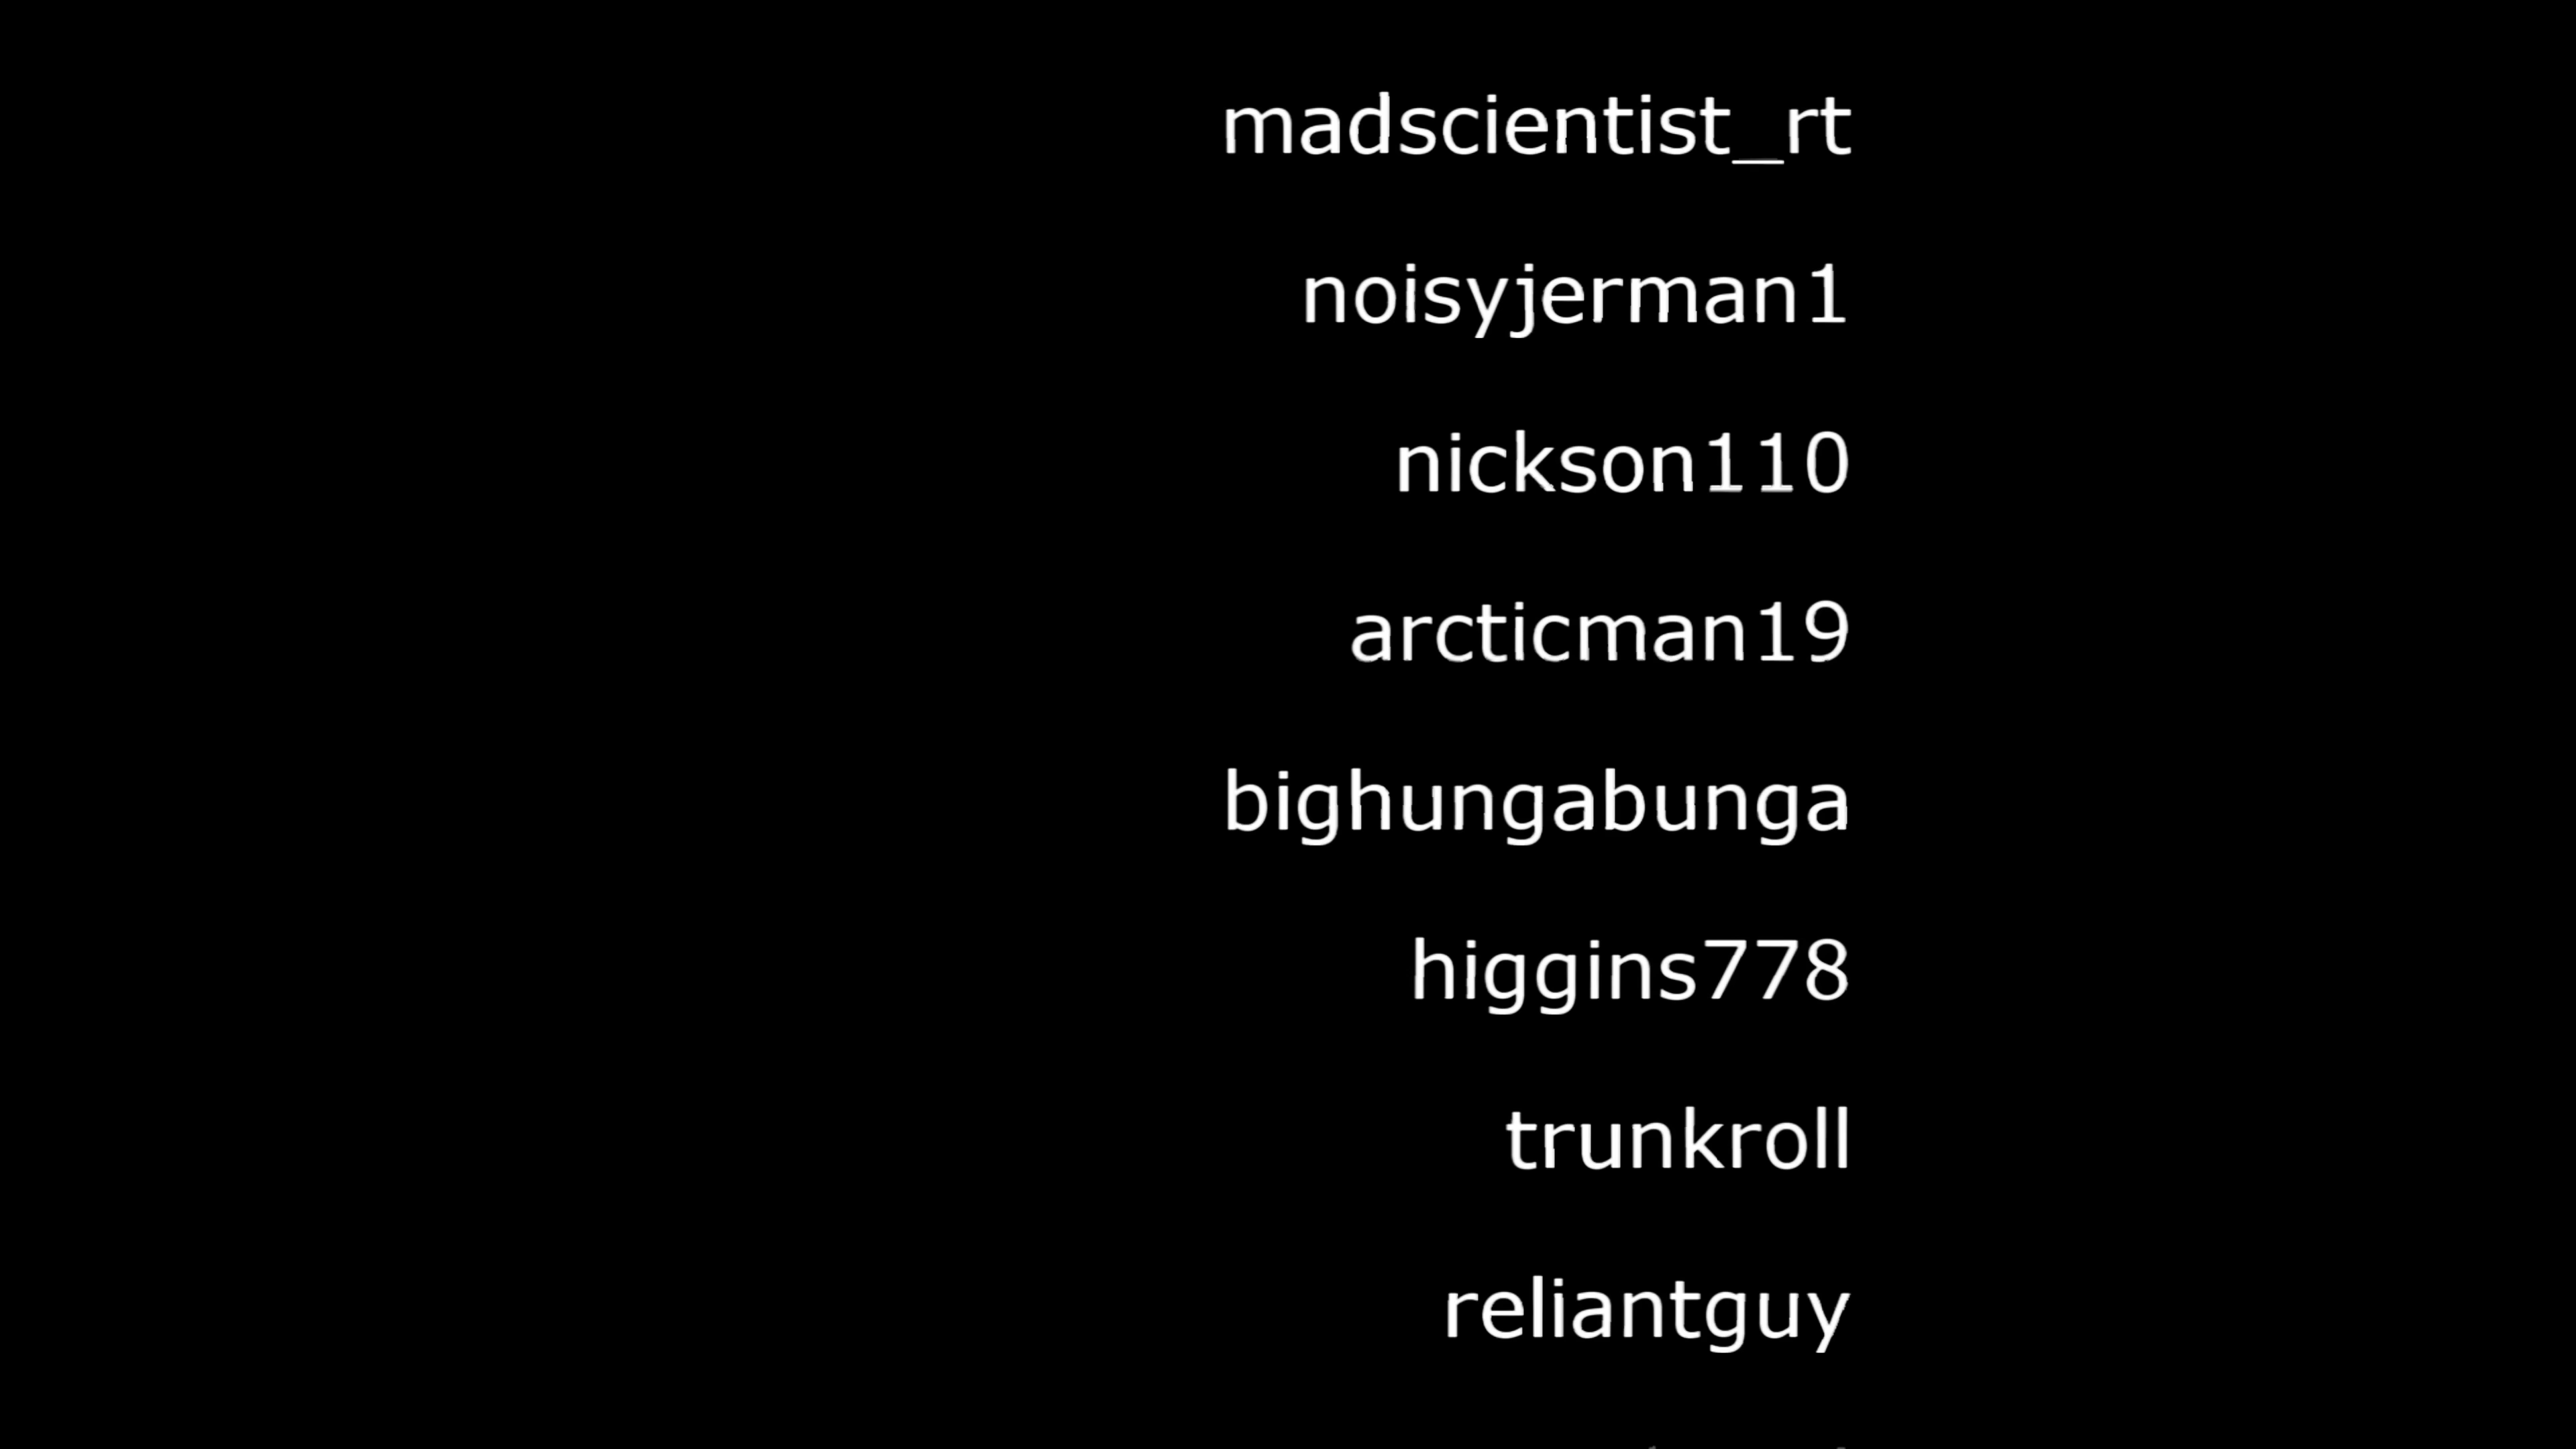 madscientist_rt
noisyjerman1
nickson110
arcticman19
bighungabunga
higgins778
trunkroll
reliantguy